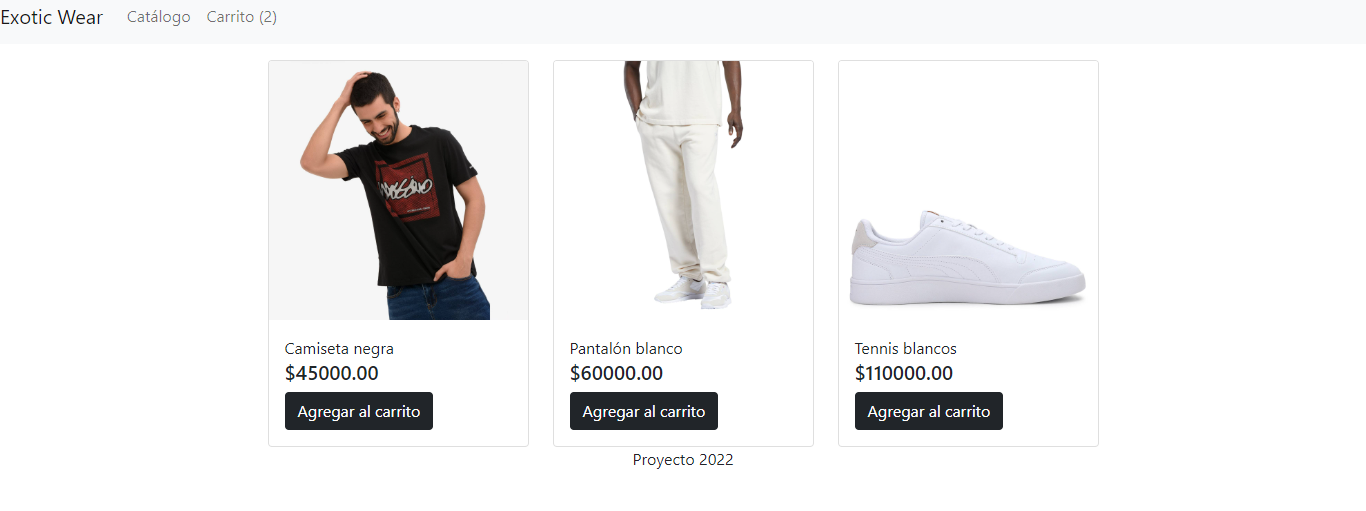 Exotic Wear Catálogo Carrito (2)
MOSSIMO
Camiseta negra
$45000.00
Agregar al carrito
Pantalón blanco
$60000.00
Agregar al carrito
Tennis blancos
$110000.00
Agregar al carrito
Proyecto 2022